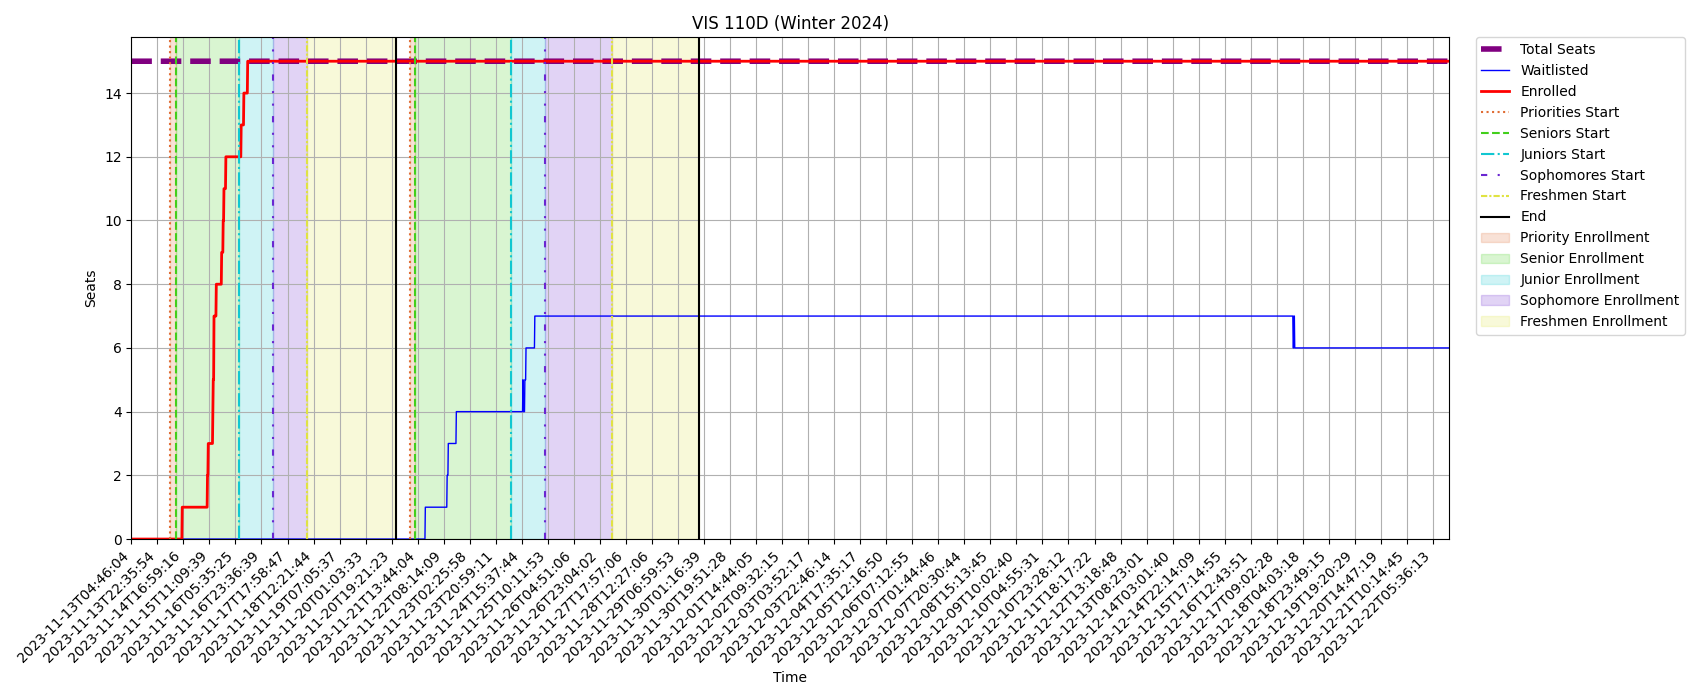 VIS 110D (Winter 2024)
Total Seats
Waitlisted
Enrolled
Priorities Start
Seniors Start
Juniors Start
Sophomores Start
Freshmen Start
End
Priority Enrollment
Senior Enrollment
Junior Enrollment
Sophomore Enrollment
Freshmen Enrollment
Seats
14
12
10
8
6
4
2
0
2023-11-13T04:46:04
2023-11-13T22:35:54
2023-11-14T16:59:16
2023-11-15T11:09:39
2023-11-16T05:35:25
2023-11-16T23:36:39
2023-11-17T17:58:47
2023-11-18T12:21:44
2023-11-19T07:05:37
2023-11-20T01:03:33
2023-11-20T19:21:23
2023-11-21T13:44:04
2023-11-22T08:14:09
2023-11-23T02:25:58
2023-11-23T20:59:11
2023-11-24T15:37:44
2023-11-25T10:11:53
2023-11-26T04:51:06
2023-11-26T23:04:02
2023-11-27T17:57:06
2023-11-28T12:27:06
2023-11-29T06:59:53
2023-11-30T01:16:39
2023-11-30T19:51:28
2023-12-01T14:44:05
2023-12-02T09:32:15
2023-12-03T03:52:17
2023-12-03T22:46:14
2023-12-04T17:35:17
2023-12-05T12:16:50
2023-12-06T07:12:55
2023-12-07T01:44:46
2023-12-07T20:30:44
2023-12-08T15:13:45
2023-12-09T10:02:40
2023-12-10T04:55:31
2023-12-10T23:28:12
2023-12-11T18:17:22
2023-12-12T13:18:48
2023-12-13T08:23:01
2023-12-14T03:01:40
2023-12-14T22:14:09
2023-12-15T17:14:55
2023-12-16T12:43:51
2023-12-17T09:02:28
2023-12-18T04:03:18
2023-12-18T23:49:15
2023-12-19T19:20:29
2023-12-20T14:47:19
2023-12-21T10:14:45
2023-12-22T05:36:13
Time